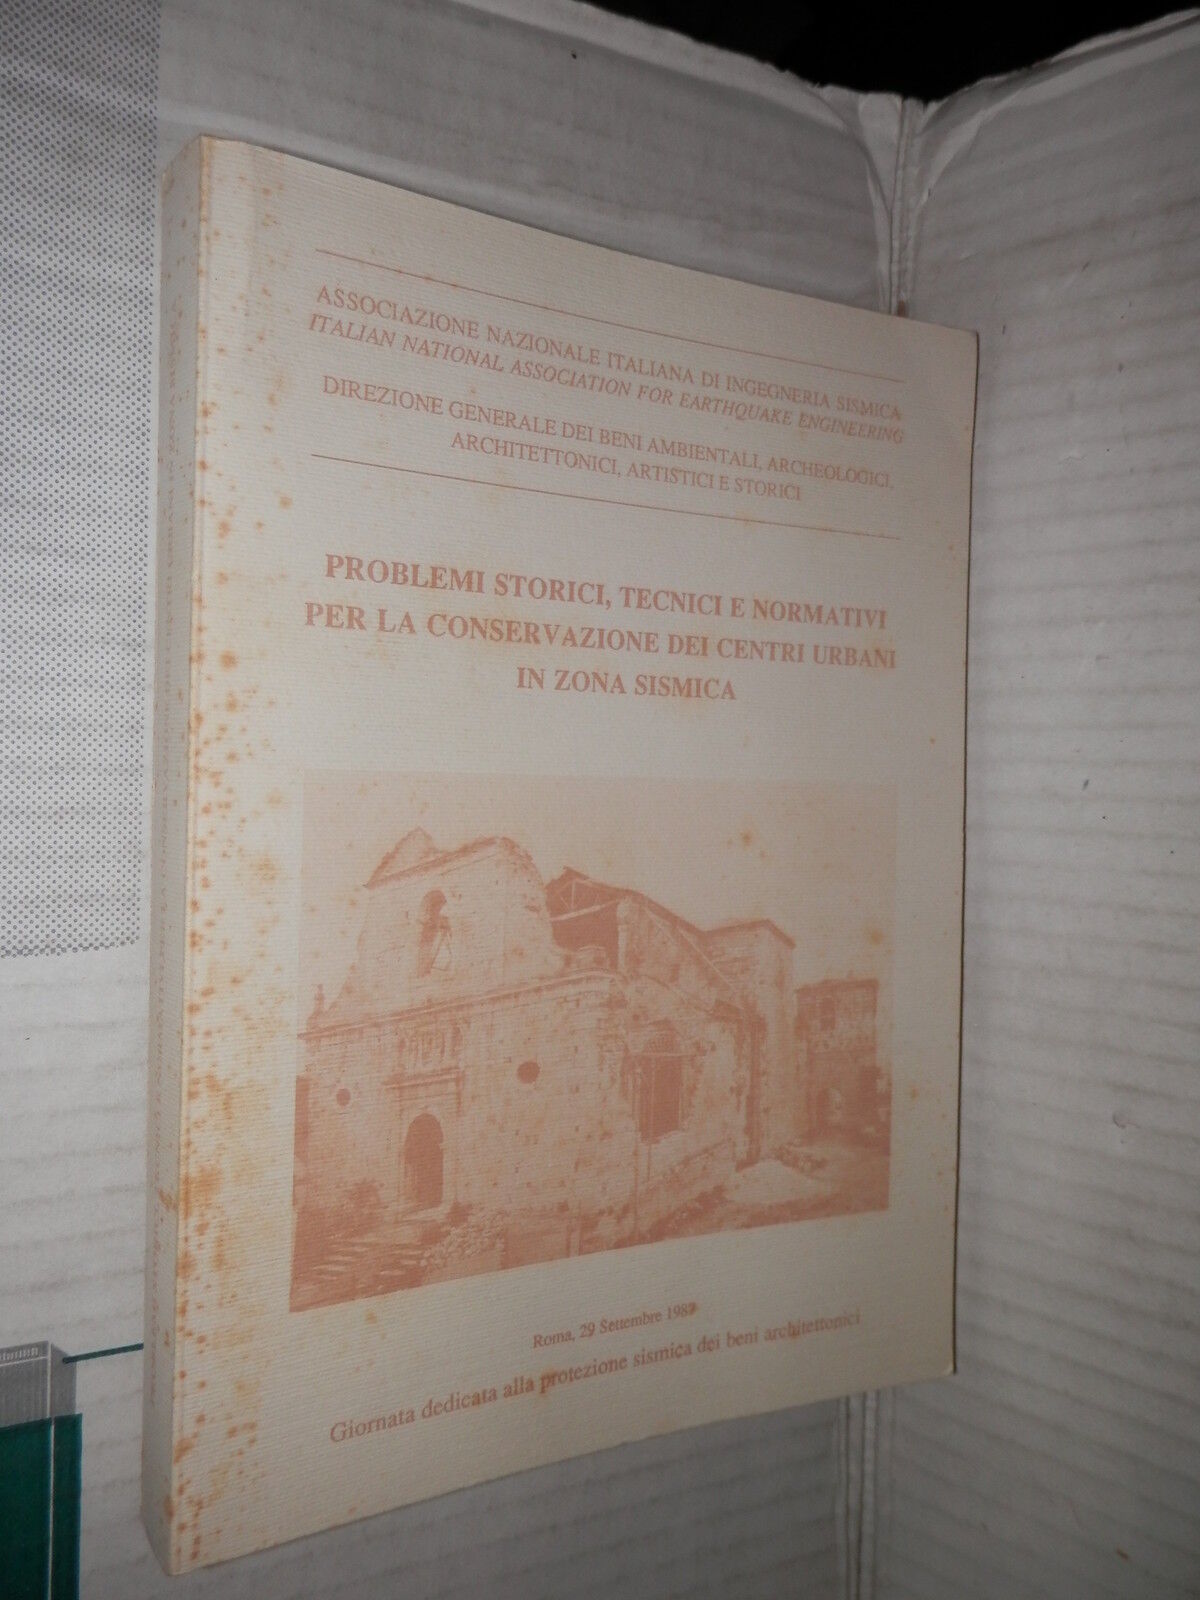 ASSOCIAZIONE NAZIONALE ITALIANA DI INGEGNERIA SISMICA
ITALIAN NATIONAL ASSOCIATION FOR EARTHQUAKE ENGINEERING
DIREZIONE GENERALE DEI BENI AMBIENTALI, ARCHEOLOGICI,
ARCHITETTONICI, ARTISTICI E STORICI
PROBLEMI STORICI, TECNICI E NORMATIVI
PER LA CONSERVAZIONE DEI CENTRI URBANI
IN ZONA SISMICA
Roma, 29 Settembre
Giornata dedicata alla protezione sismica dei beni architettonici